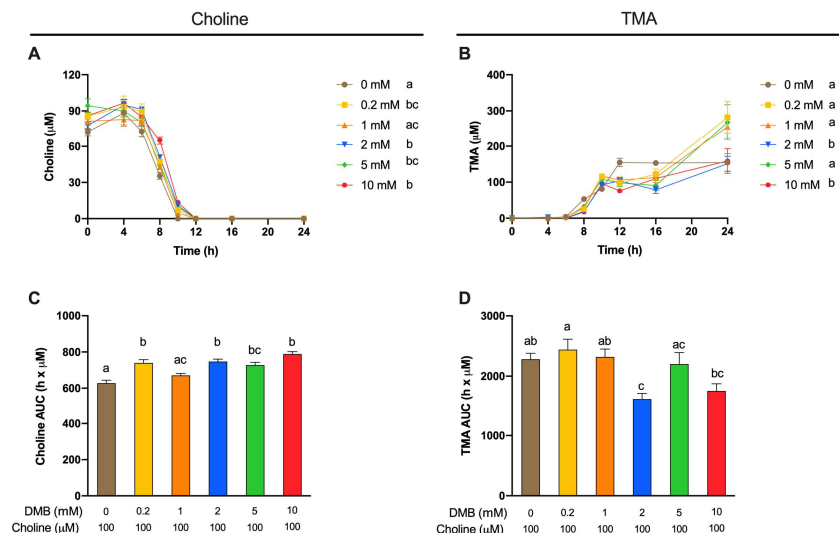 Choline
TMA
A
120
90
60
30
0
Choline (μM)
0 4 8 12 16 20 24
Time (h)
0 mM a
0.2 mM bc
1 mM ac
2 mM b
5 mM bc
10 mM b
B
400
300
200
100
0
TMA (μM)
0 4 8 12 16 20 24
Time (h)
0 mM a
0.2 mM a
1 mM a
2 mM b
5 mM a
10 mM b
C
1000
800
600
400
200
0
Choline AUC (h x μM)
a b ac b bc b
DMB (mM) 0 0.2 1 2 5 10
Choline (μM) 100 100 100 100 100 100
D
3000
2000
1000
0
TMA AUC (h x μM)
ab a ab c ac bc
DMB (mM) 0 0.2 1 2 5 10
Choline (μM) 100 100 100 100 100 100